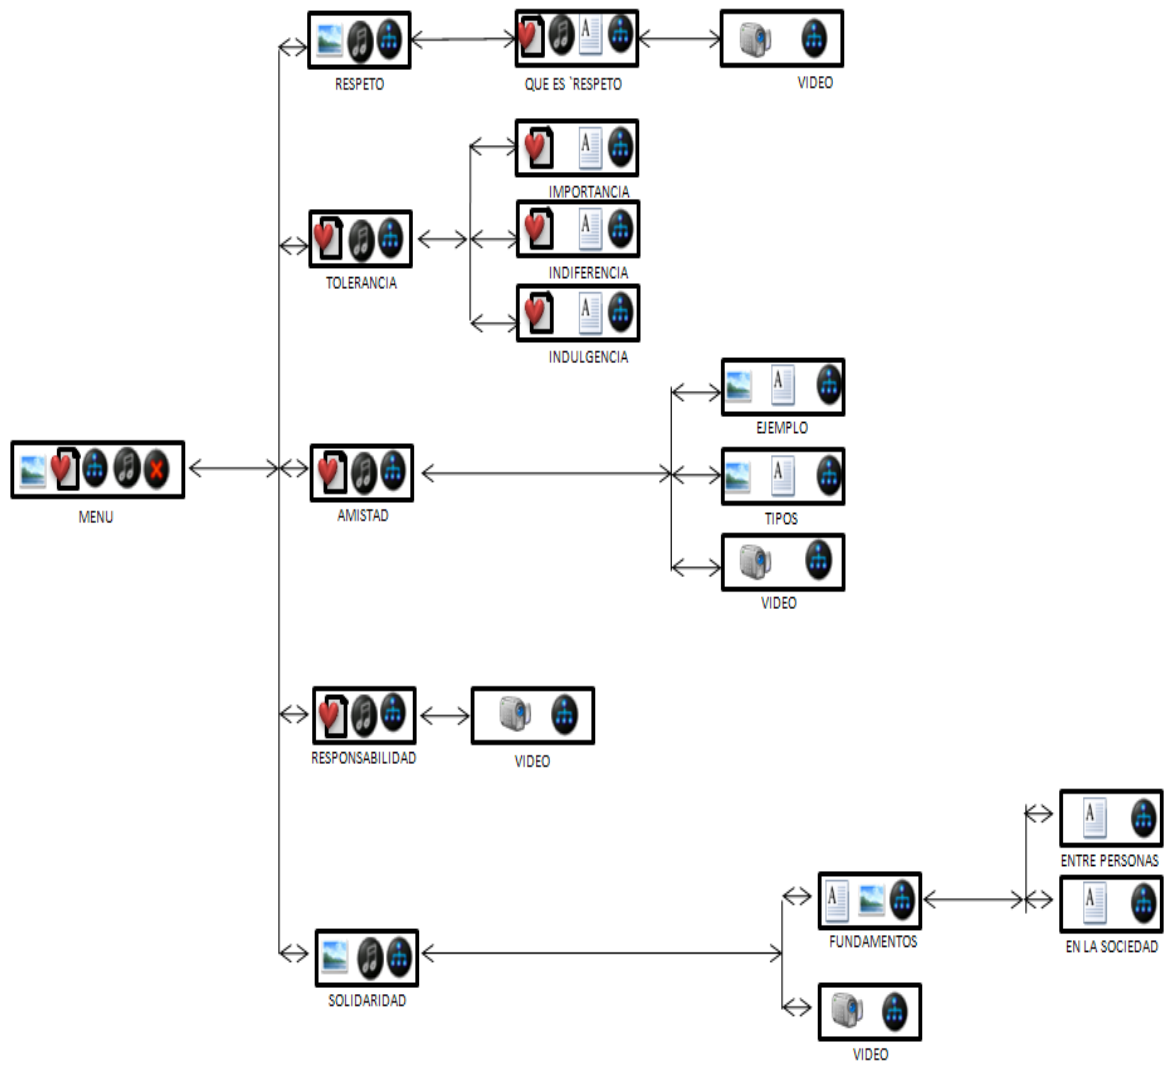 RESPETO
QUE ES `RESPETO
VIDEO
IMPORTANCIA
TOLERANCIA
INDIFERENCIA
INDULGENCIA
EJEMPLO
MENU
AMISTAD
TIPOS
VIDEO
RESPONSABILIDAD
VIDEO
ENTRE PERSONAS
FUNDAMENTOS
EN LA SOCIEDAD
SOLIDARIDAD
VIDEO